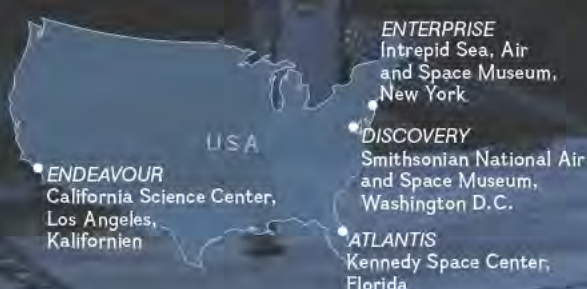 ENTERPRISE
Intrepid Sea, Air
and Space Museum,
New York
USA
DISCOVERY
Smithsonian National Air
and Space Museum,
Washington D.C.
ENDEAVOUR
California Science Center,
Los Angeles,
Kalifornien
ATLANTIS
Kennedy Space Center,
Florida